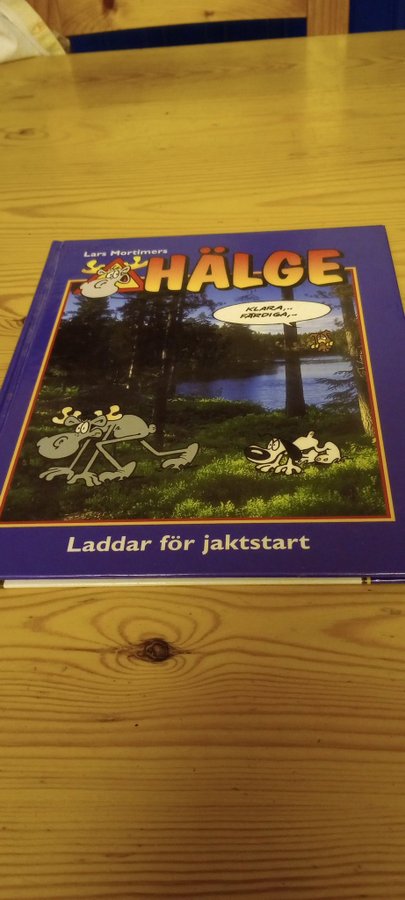 Lars Mortimers
HÄLGE
KLARA,..
FÄRDIGA,..
Laddar för jaktstart